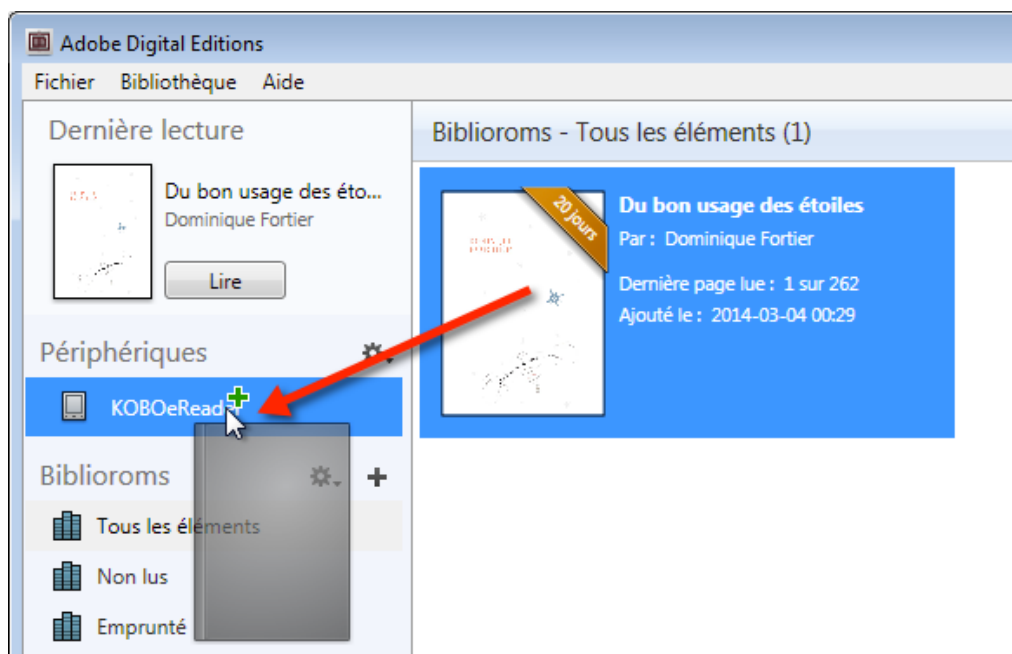 Adobe Digital Editions
Fichier Bibliothèque Aide
Dernière lecture
Du bon usage des éto...
Dominique Fortier
Lire
Périphériques
KOBOeReader
Biblioroms
Tous les éléments
Non lus
Emprunté
Biblioroms - Tous les éléments (1)
20 jours
Du bon usage des étoiles
Par : Dominique Fortier
Dernière page lue : 1 sur 262
Ajouté le : 2014-03-04 00:29